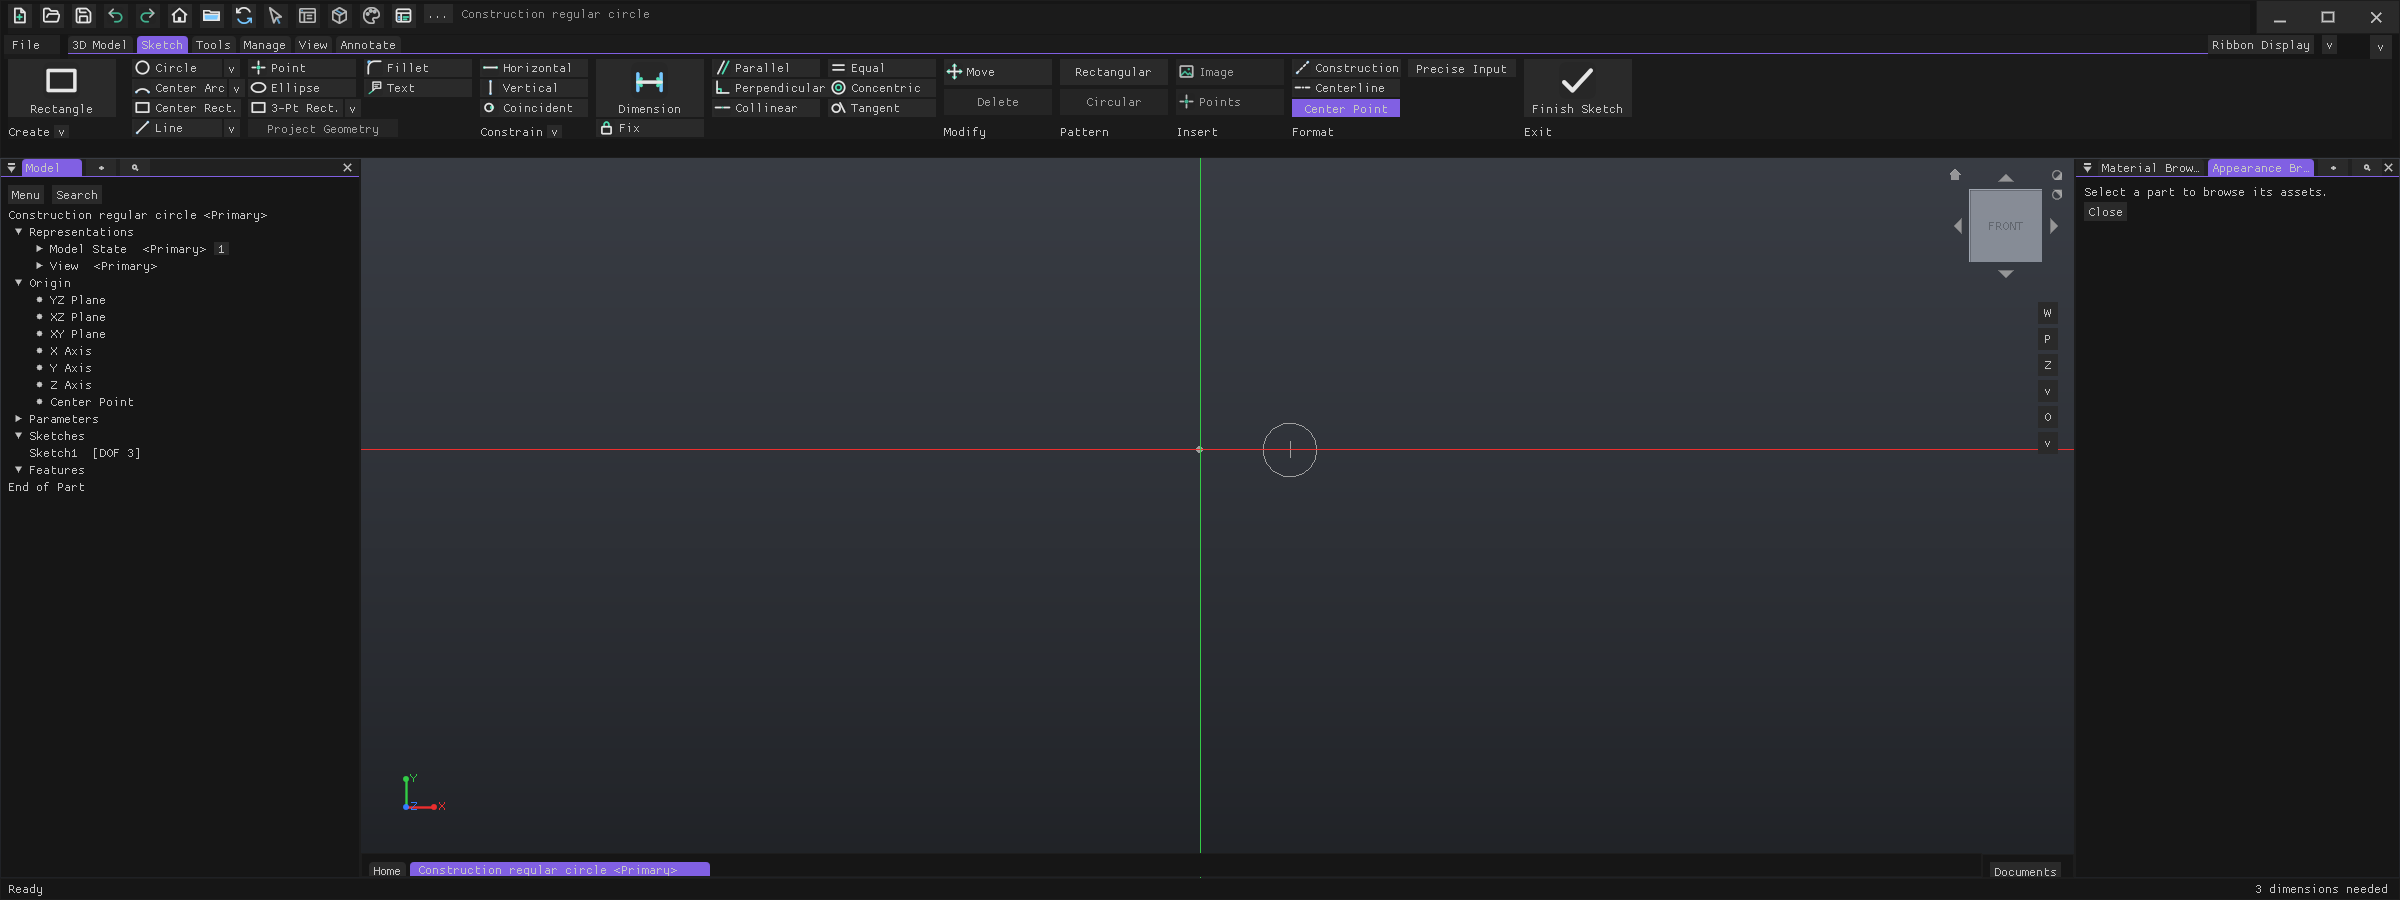 ... Construction regular circle
File 3D Model Sketch Tools Manage View Annotate Ribbon Display v v
Rectangle
Create v
Circle v Point Fillet
Center Arc v Ellipse Text
Center Rect. 3-Pt Rect. v
Line v Project Geometry
Horizontal
Vertical
Coincident
Constrain v
Dimension
Fix
Parallel Equal
Perpendicular Concentric
Collinear Tangent
Move
Delete
Modify
Rectangular
Circular
Pattern
Image
Points
Insert
Construction Precise Input
Centerline
Center Point
Format
Finish Sketch
Exit
Model
Menu Search
Construction regular circle <Primary>
Representations
Model State <Primary> 1
View <Primary>
Origin
YZ Plane
XZ Plane
XY Plane
X Axis
Y Axis
Z Axis
Center Point
Parameters
Sketches
Sketch1 [DOF 3]
Features
End of Part
FRONT
W
P
Z
v
O
v
Y
Z X
Material Brow… Appearance Br…
Select a part to browse its assets.
Close
Home Construction regular circle <Primary> Documents
Ready 3 dimensions needed